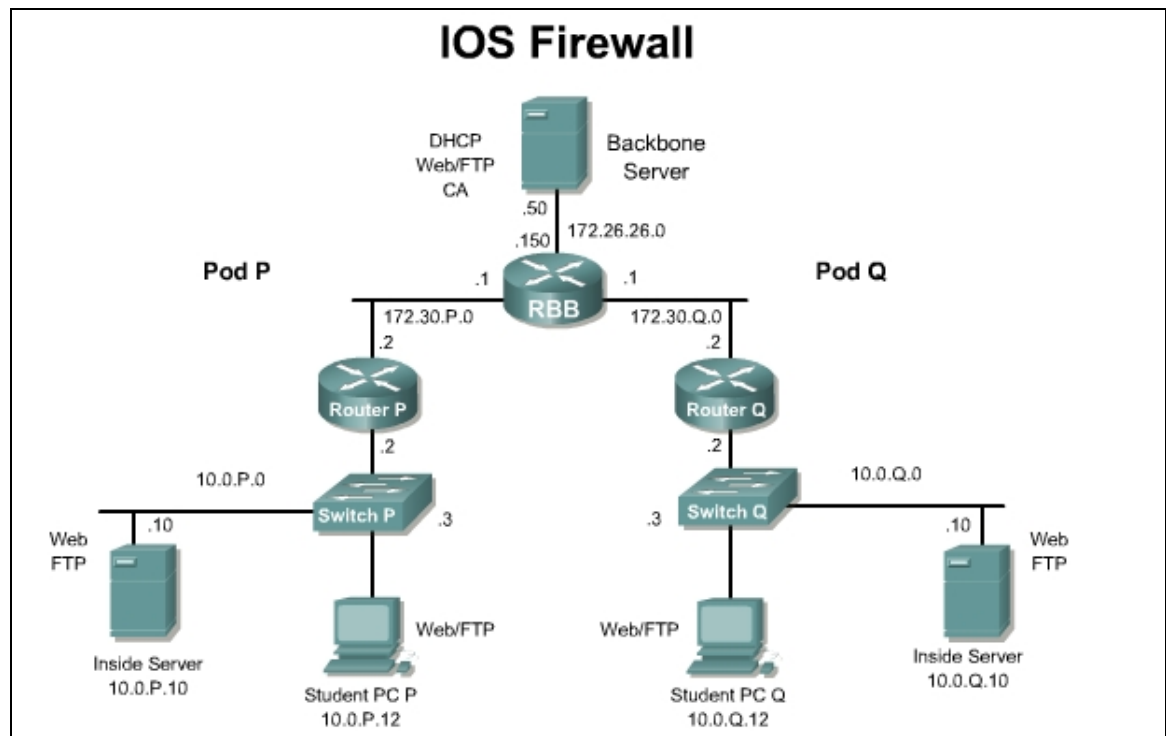 IOS Firewall
DHCP
Web/FTP
CA
Backbone
Server
.50
172.26.26.0
.150
Pod P
Pod Q
.1
.1
RBB
172.30.P.0
172.30.Q.0
.2
.2
Router P
Router Q
.2
.2
10.0.P.0
10.0.Q.0
Switch P
.3
.3
Switch Q
.10
.10
Web
FTP
Web
FTP
Web/FTP
Web/FTP
Inside Server
10.0.P.10
Student PC P
10.0.P.12
Student PC Q
10.0.Q.12
Inside Server
10.0.Q.10